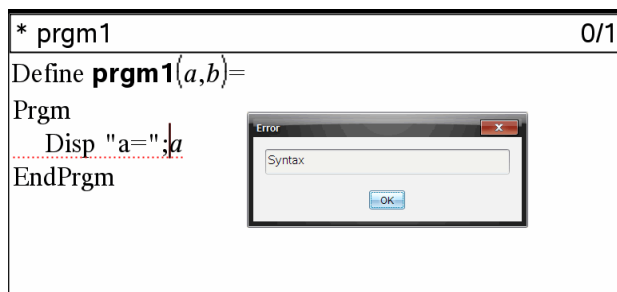 * prgm1 0/1
Define prgm1(a,b)=
Prgm
Disp "a=";a
EndPrgm
Error
x
Syntax
OK